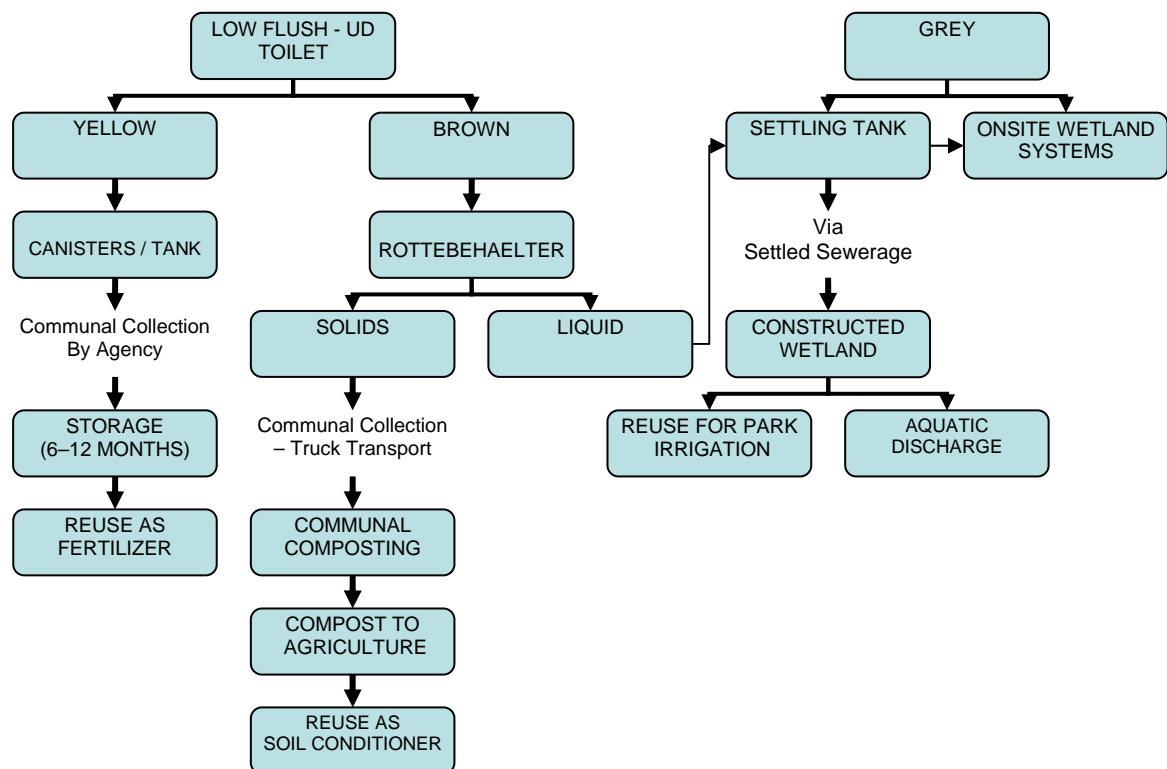 LOW FLUSH - UD
TOILET
GREY
YELLOW
BROWN
SETTLING TANK
ONSITE WETLAND
SYSTEMS
CANISTERS / TANK
ROTTEBEHAELTER
Via
Settled Sewerage
Communal Collection
By Agency
SOLIDS
LIQUID
CONSTRUCTED
WETLAND
STORAGE
(6–12 MONTHS)
Communal Collection
– Truck Transport
REUSE FOR PARK
IRRIGATION
AQUATIC
DISCHARGE
REUSE AS
FERTILIZER
COMMUNAL
COMPOSTING
COMPOST TO
AGRICULTURE
REUSE AS
SOIL CONDITIONER